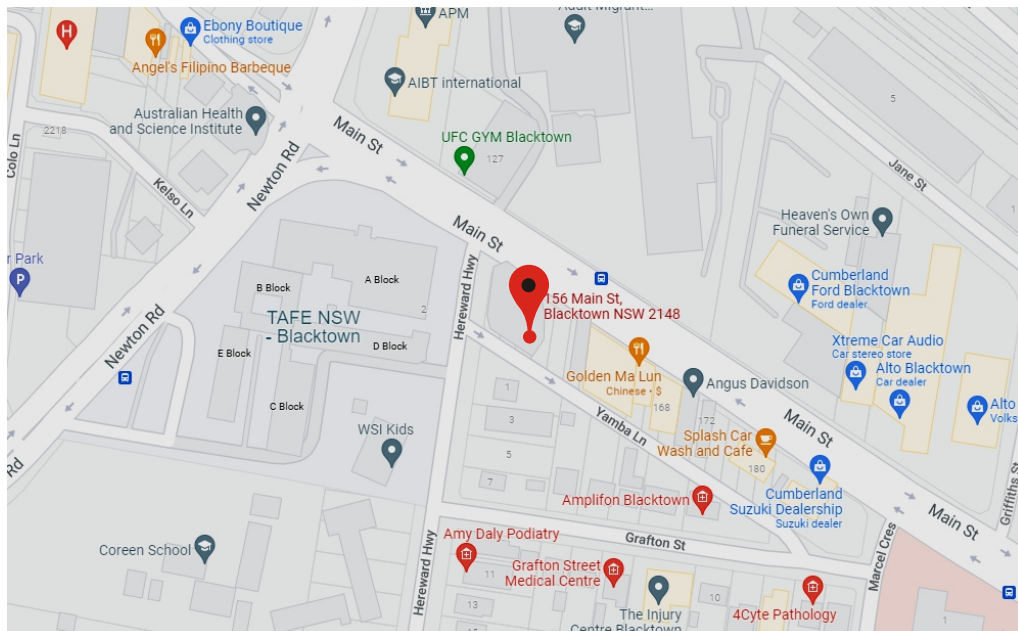 APM
Adult Migrant...
Ebony Boutique
Clothing store
Angel's Filipino Barbeque
AIBT international
5
Australian Health
and Science Institute
2218
Colo Ln
Kelso Ln
Newton Rd
Main St
UFC GYM Blacktown
127
Jane St
1
Main St
Heaven's Own
Funeral Service
r Park
P
A Block
B Block
2
TAFE NSW
- Blacktown
E Block
D Block
C Block
Hereward Hwy
156 Main St,
Blacktown NSW 2148
Cumberland
Ford Blacktown
Ford dealer
Newton Rd
Xtreme Car Audio
Car stereo store
Alto Blacktown
Car dealer
Golden Ma Lun
Chinese • $
Angus Davidson
Alto
Volks
1
3
5
7
168
172
Yamba Ln
Main St
WSI Kids
Splash Car
Wash and Cafe
180
Rd
Amplifon Blacktown
Cumberland
Suzuki Dealership
Suzuki dealer
Griffiths St
Main St
Coreen School
Hereward Hwy
Amy Daly Podiatry
11
Grafton St
Grafton Street
Medical Centre
Marcel Cres
13
15
The Injury
Centre Blacktown
10
4Cyte Pathology
1
H